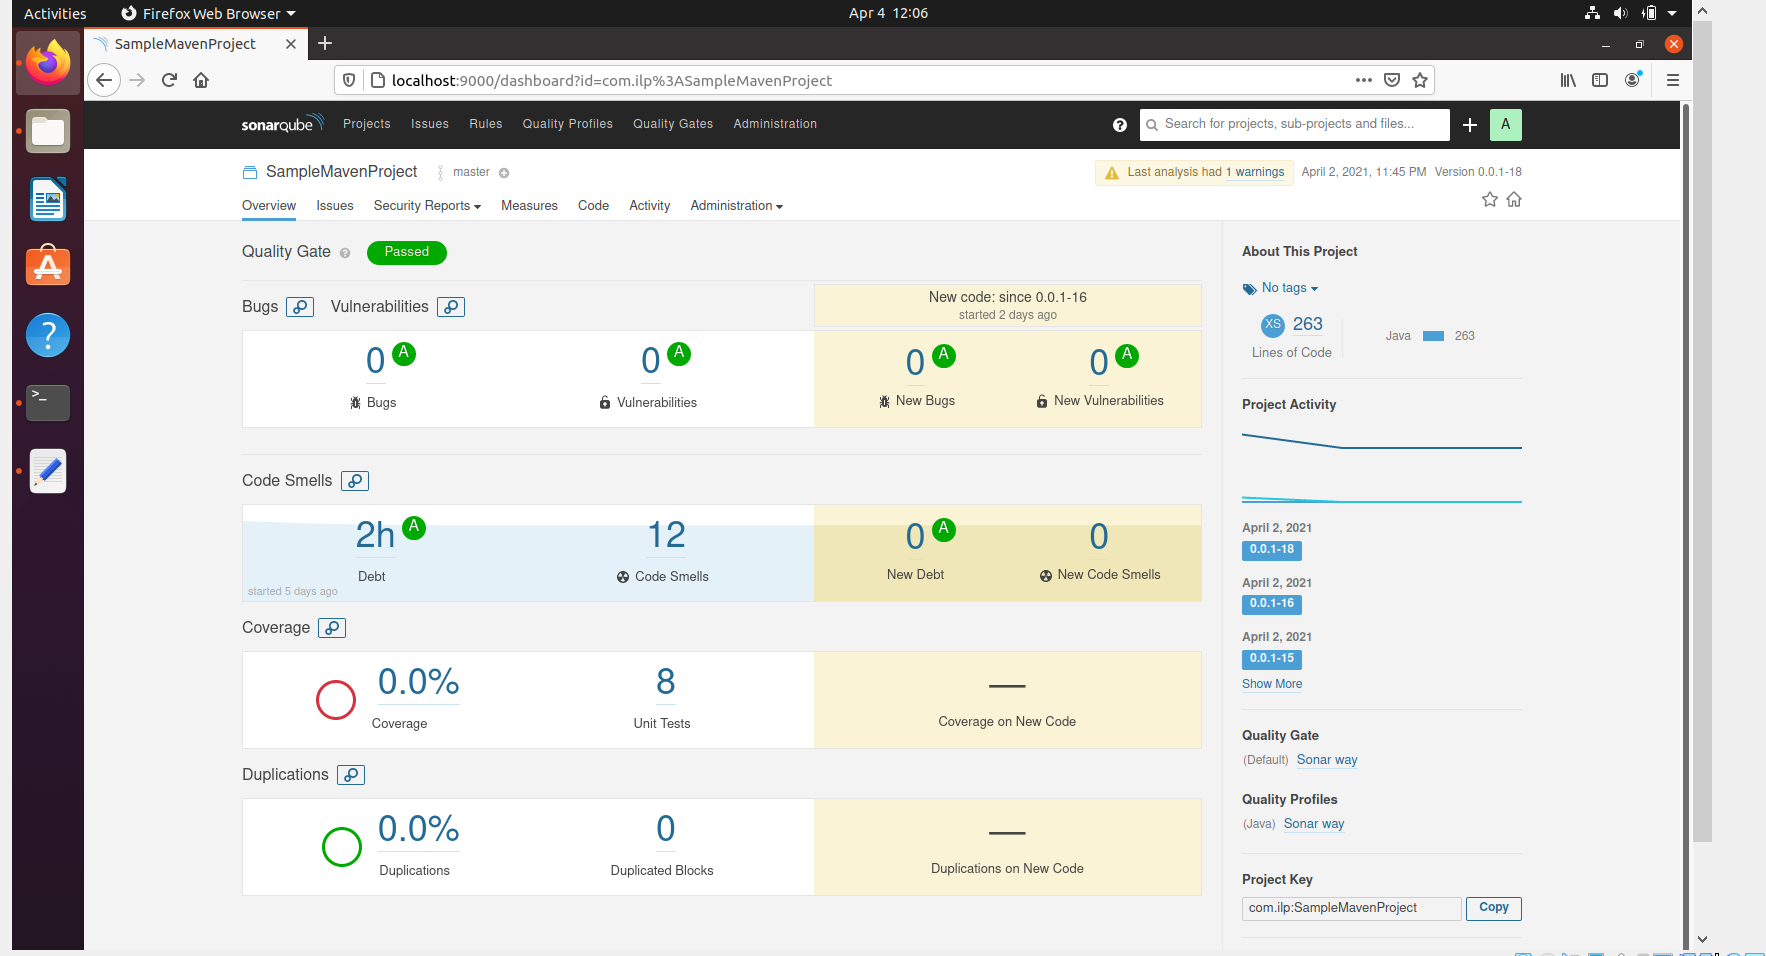 Activities Firefox Web Browser Apr 4 12:06
SampleMavenProject
localhost:9000/dashboard?id=com.ilp%3ASampleMavenProject
sonarqube Projects Issues Rules Quality Profiles Quality Gates Administration ? Search for projects, sub-projects and files... + A
SampleMavenProject master Last analysis had 1 warnings April 2, 2021, 11:45 PM Version 0.0.1-18
Overview Issues Security Reports Measures Code Activity Administration
Quality Gate ? Passed
Bugs Vulnerabilities
New code: since 0.0.1-16
started 2 days ago
0 A 0 A 0 A 0 A
Bugs Vulnerabilities New Bugs New Vulnerabilities
Code Smells
2h A 12 0 A 0
Debt Code Smells New Debt New Code Smells
started 5 days ago
Coverage
0.0% 8 —
Coverage Unit Tests Coverage on New Code
Duplications
0.0% 0 —
Duplications Duplicated Blocks Duplications on New Code
About This Project
No tags
XS 263 Java 263
Lines of Code
Project Activity
April 2, 2021
0.0.1-18
April 2, 2021
0.0.1-16
April 2, 2021
0.0.1-15
Show More
Quality Gate
(Default) Sonar way
Quality Profiles
(Java) Sonar way
Project Key
com.ilp:SampleMavenProject Copy